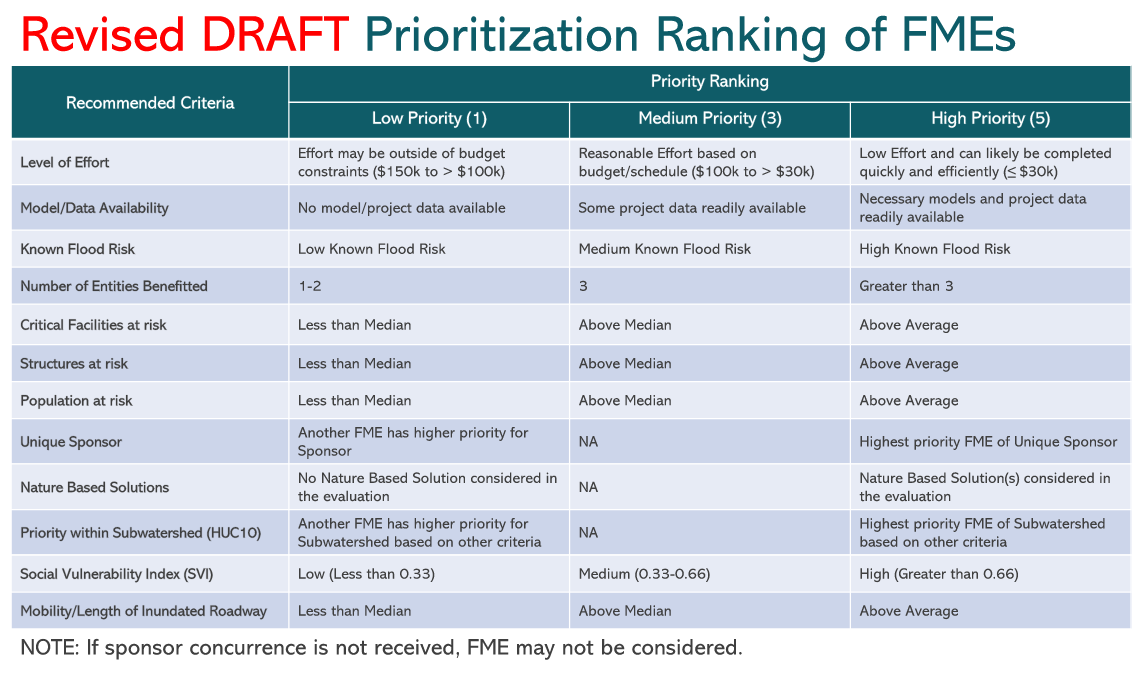 Revised DRAFT Prioritization Ranking of FMEs
Recommended Criteria
Priority Ranking
Low Priority (1)
Medium Priority (3)
High Priority (5)
Level of Effort
Effort may be outside of budget
constraints ($150k to > $100k)
Reasonable Effort based on
budget/schedule ($100k to > $30k)
Low Effort and can likely be completed
quickly and efficiently (≤ $30k)
Model/Data Availability
No model/project data available
Some project data readily available
Necessary models and project data
readily available
Known Flood Risk
Low Known Flood Risk
Medium Known Flood Risk
High Known Flood Risk
Number of Entities Benefitted
1-2
3
Greater than 3
Critical Facilities at risk
Less than Median
Above Median
Above Average
Structures at risk
Less than Median
Above Median
Above Average
Population at risk
Less than Median
Above Median
Above Average
Unique Sponsor
Another FME has higher priority for
Sponsor
NA
Highest priority FME of Unique Sponsor
Nature Based Solutions
No Nature Based Solution considered in
the evaluation
NA
Nature Based Solution(s) considered in
the evaluation
Priority within Subwatershed (HUC10)
Another FME has higher priority for
Subwatershed based on other criteria
NA
Highest priority FME of Subwatershed
based on other criteria
Social Vulnerability Index (SVI)
Low (Less than 0.33)
Medium (0.33-0.66)
High (Greater than 0.66)
Mobility/Length of Inundated Roadway
Less than Median
Above Median
Above Average
NOTE: If sponsor concurrence is not received, FME may not be considered.